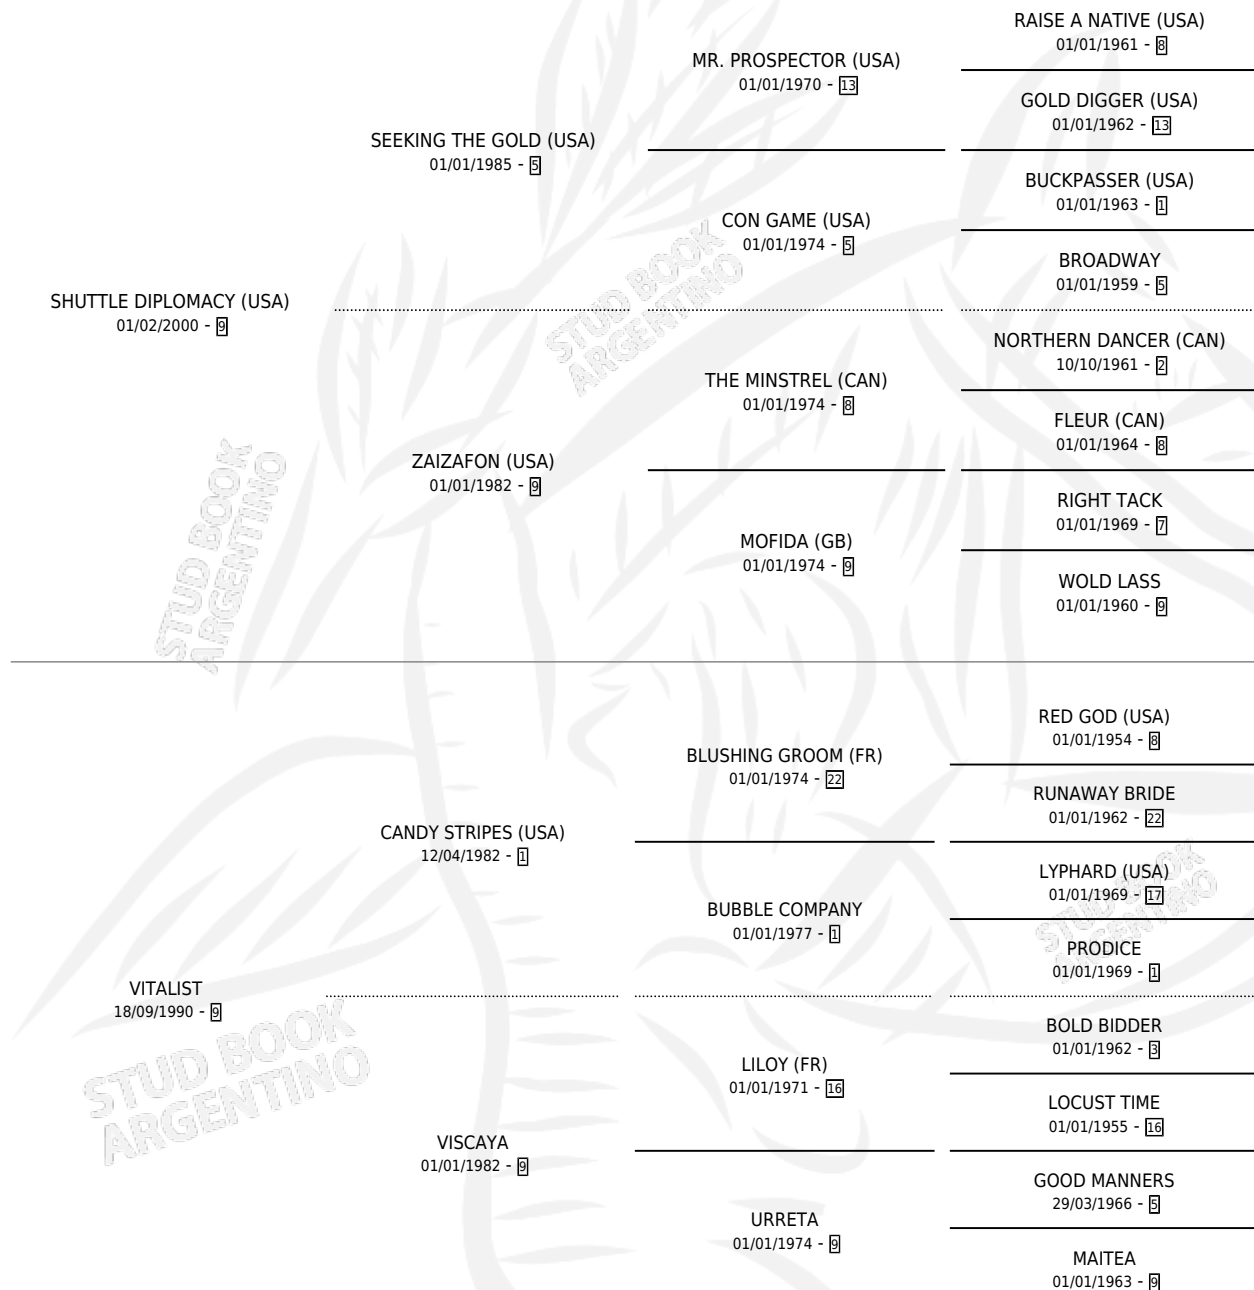 RAISE A NATIVE (USA)
01/01/1961 - 8
MR. PROSPECTOR (USA)
01/01/1970 - 13
GOLD DIGGER (USA)
01/01/1962 - 13
SEEKING THE GOLD (USA)
01/01/1985 - 5
BUCKPASSER (USA)
01/01/1963 - 1
CON GAME (USA)
01/01/1974 - 5
BROADWAY
01/01/1959 - 5
SHUTTLE DIPLOMACY (USA)
01/02/2000 - 9
NORTHERN DANCER (CAN)
10/10/1961 - 2
THE MINSTREL (CAN)
01/01/1974 - 8
FLEUR (CAN)
01/01/1964 - 8
ZAIZAFON (USA)
01/01/1982 - 9
RIGHT TACK
01/01/1969 - 7
MOFIDA (GB)
01/01/1974 - 9
WOLD LASS
01/01/1960 - 9
RED GOD (USA)
01/01/1954 - 8
BLUSHING GROOM (FR)
01/01/1974 - 22
RUNAWAY BRIDE
01/01/1962 - 22
CANDY STRIPES (USA)
12/04/1982 - 1
LYPHARD (USA)
01/01/1969 - 17
BUBBLE COMPANY
01/01/1977 - 1
PRODICE
01/01/1969 - 1
VITALIST
18/09/1990 - 9
BOLD BIDDER
01/01/1962 - 3
LILOY (FR)
01/01/1971 - 16
LOCUST TIME
01/01/1955 - 16
VISCAYA
01/01/1982 - 9
GOOD MANNERS
29/03/1966 - 5
URRETA
01/01/1974 - 9
MAITEA
01/01/1963 - 9
STUD BOOK
ARGENTINO
STUD BOOK
ARGENTINO
STUD BOOK
ARGENTINO
STUD BOOK
ARGENTINO